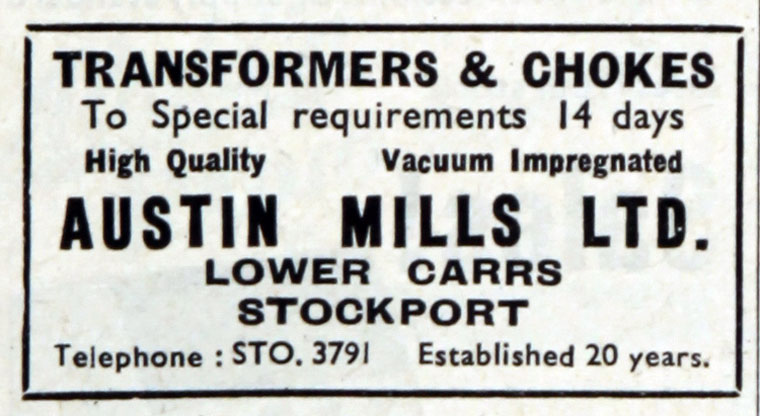 TRANSFORMERS & CHOKES
To Special requirements 14 days
High Quality Vacuum Impregnated
AUSTIN MILLS LTD.
LOWER CARRS
STOCKPORT
Telephone : STO. 3791 Established 20 years.